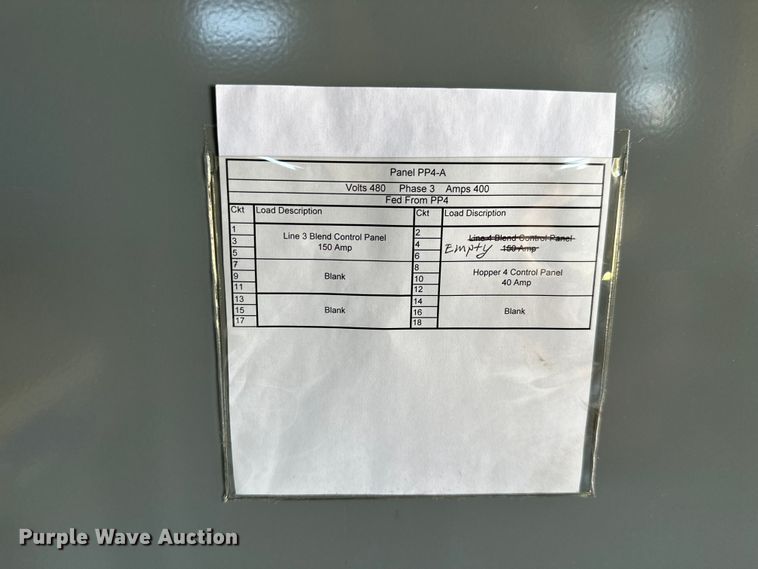 Panel PP4-A
Volts 480 Phase 3 Amps 400
Fed From PP4
Ckt Load Description Ckt Load Discription
1
3
5
Line 3 Blend Control Panel
150 Amp
2
4
6
Line 4 Blend Control Panel
150 Amp
Empty
7
9
11
Blank
8
10
12
Hopper 4 Control Panel
40 Amp
13
15
17
Blank
14
16
18
Blank
Purple Wave Auction